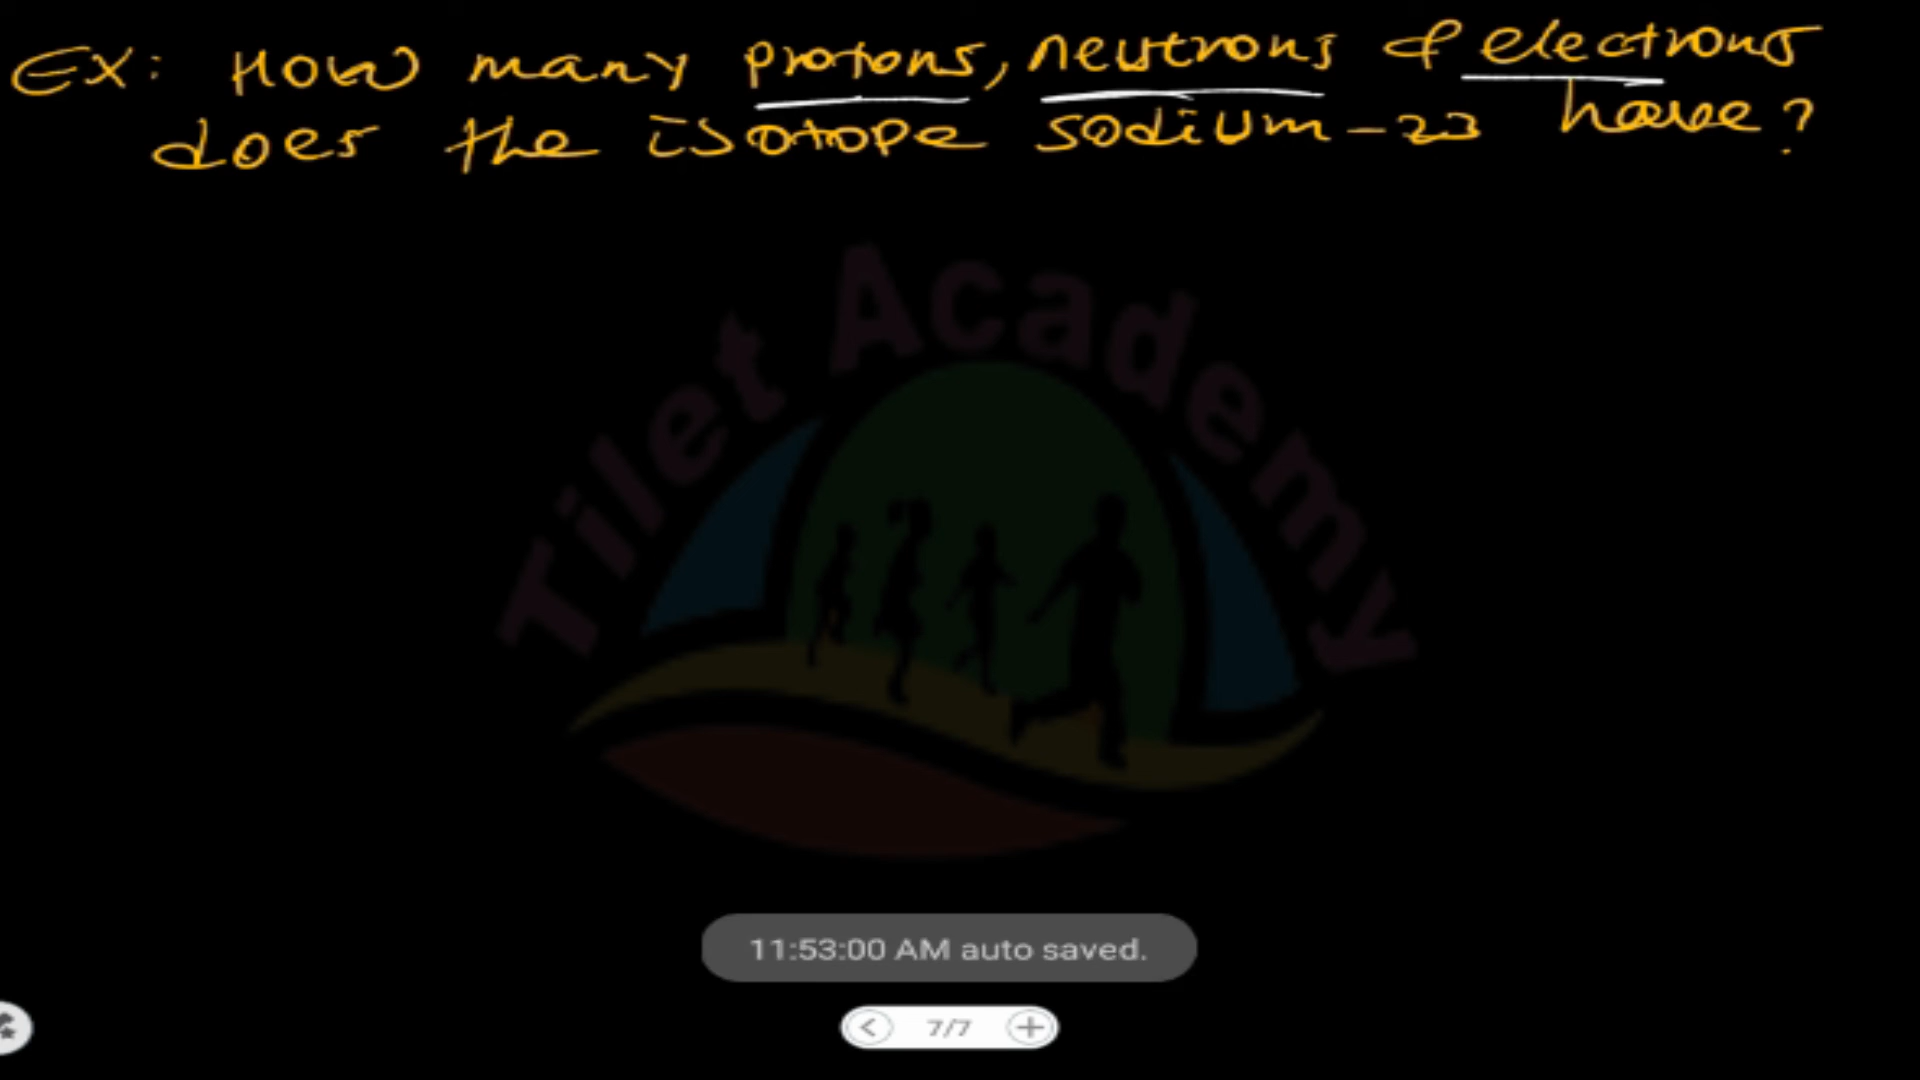 Ex: How many protons, neutrons & electrons
does the isotope sodium-23 have?
Tilet Academy
11:53:00 AM auto saved.
7/7